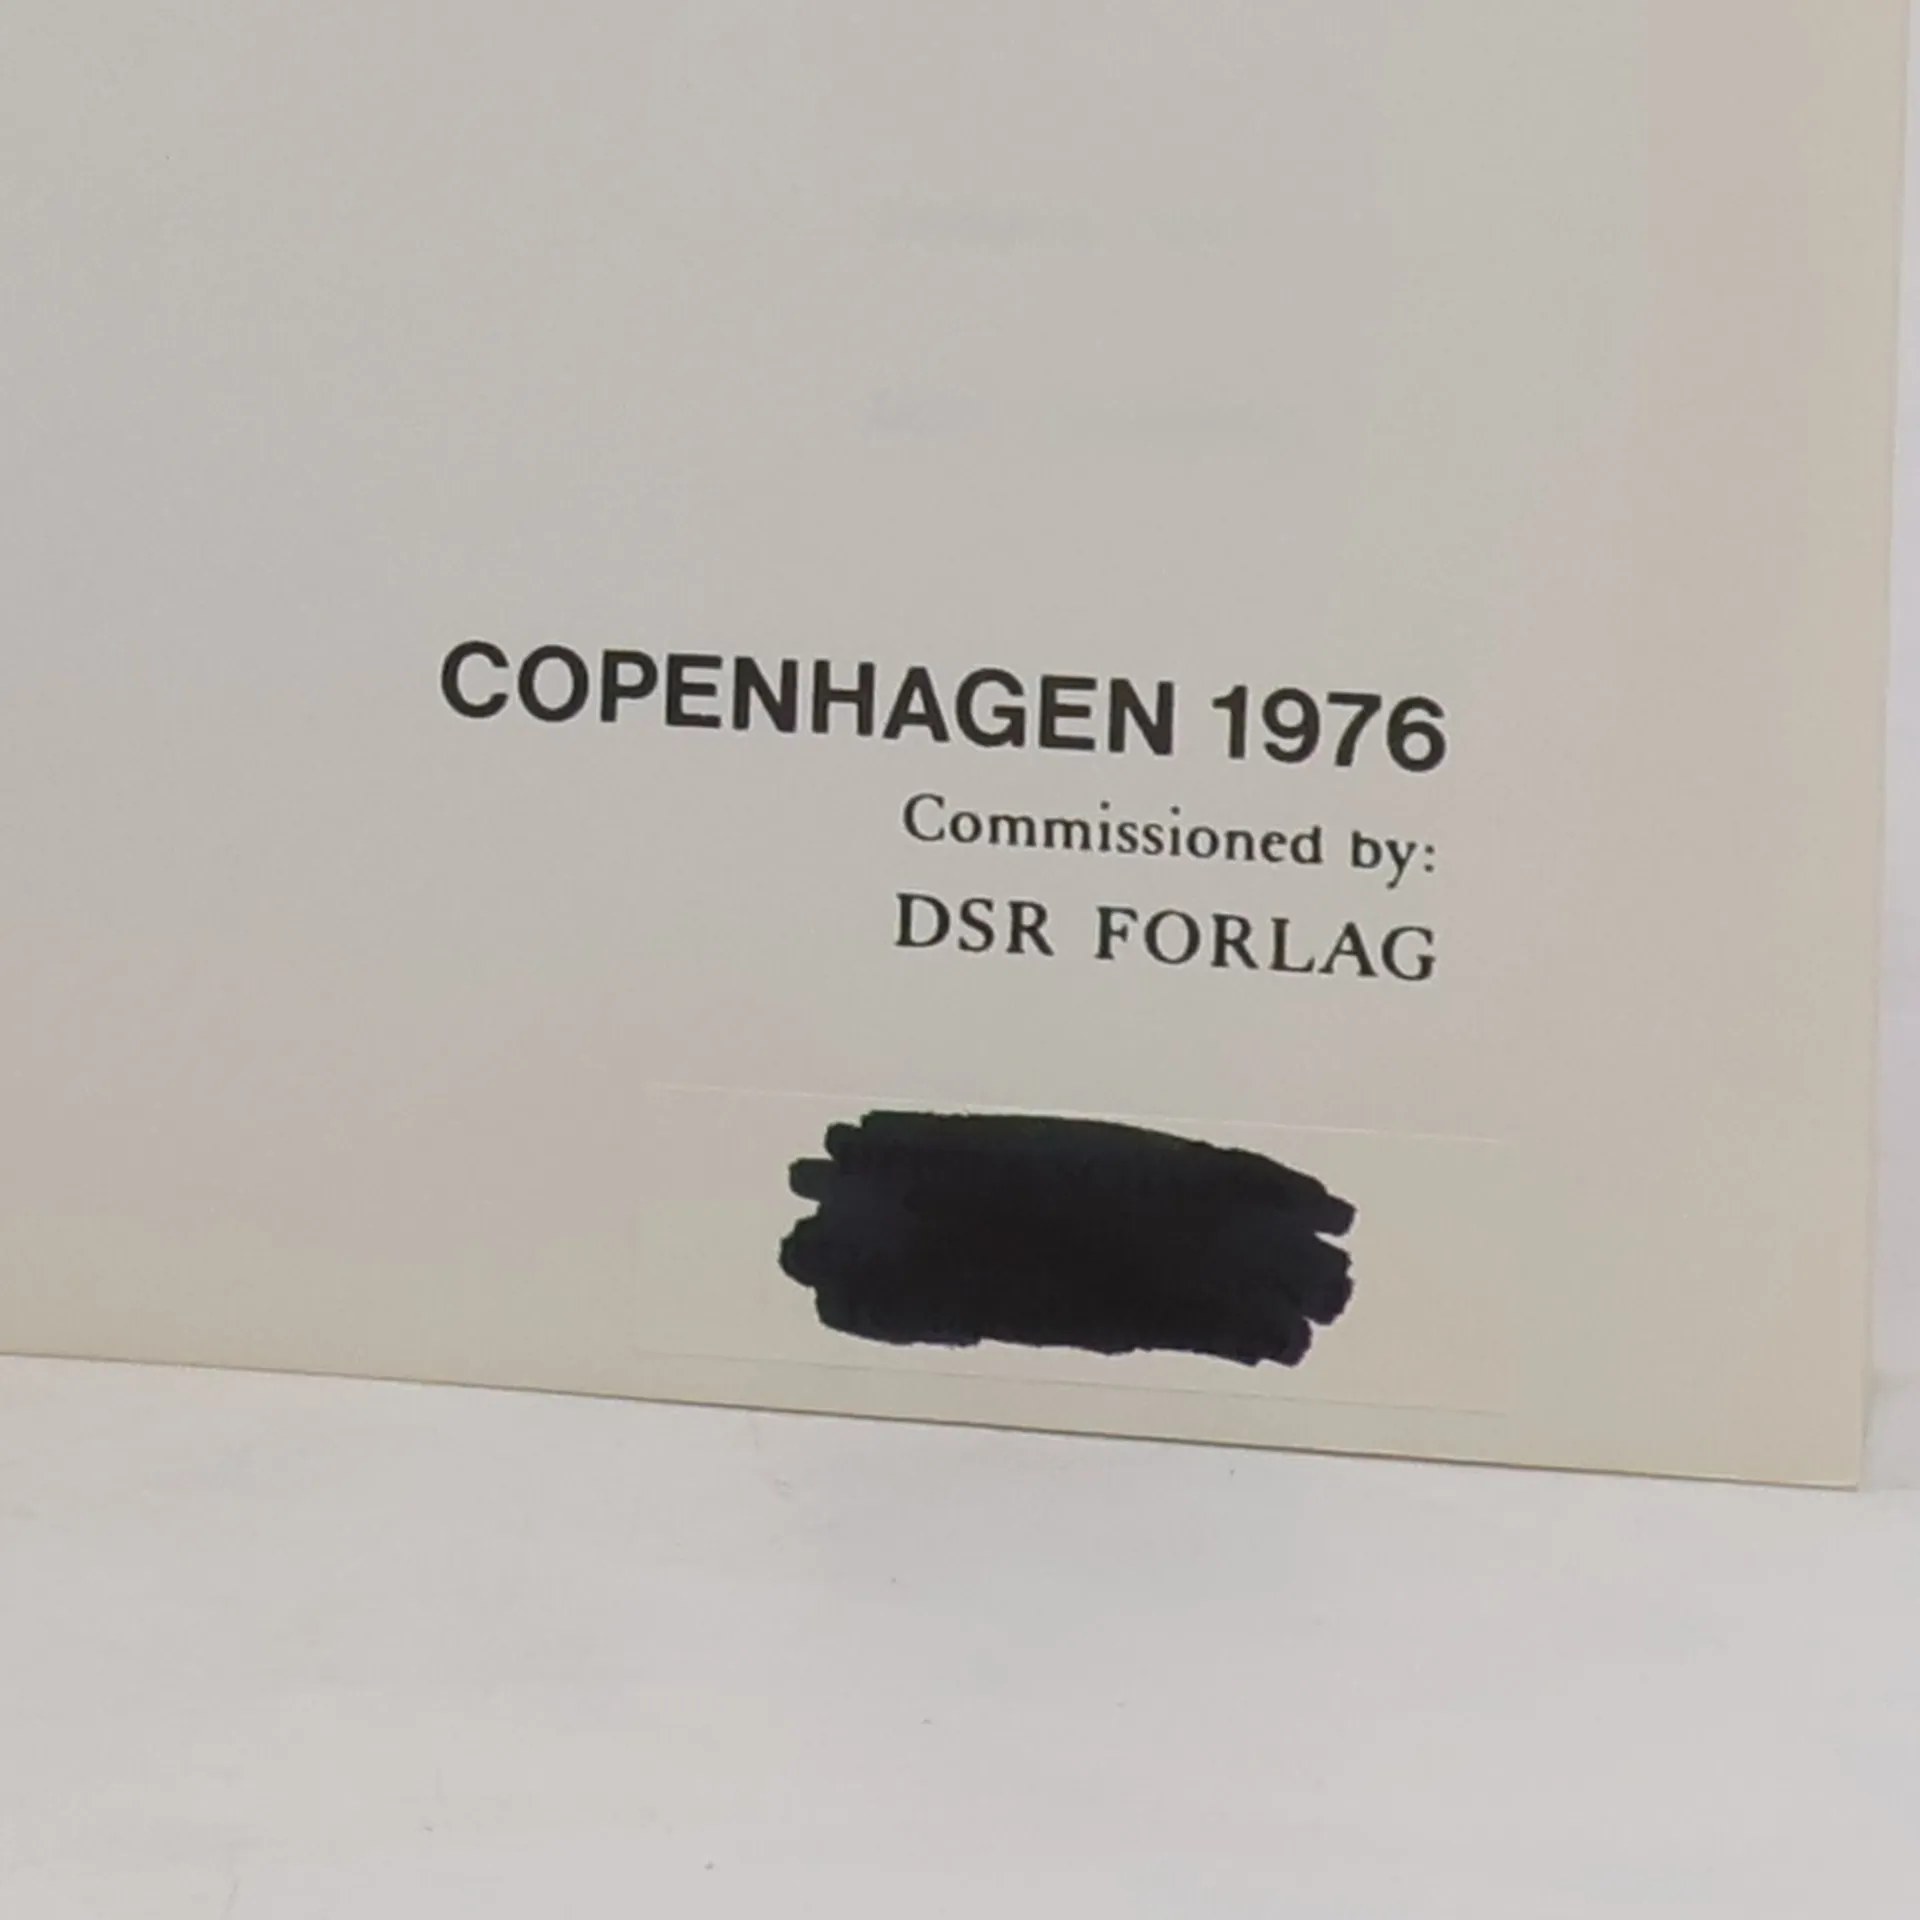 COPENHAGEN 1976
Commissioned by:
DSR FORLAG